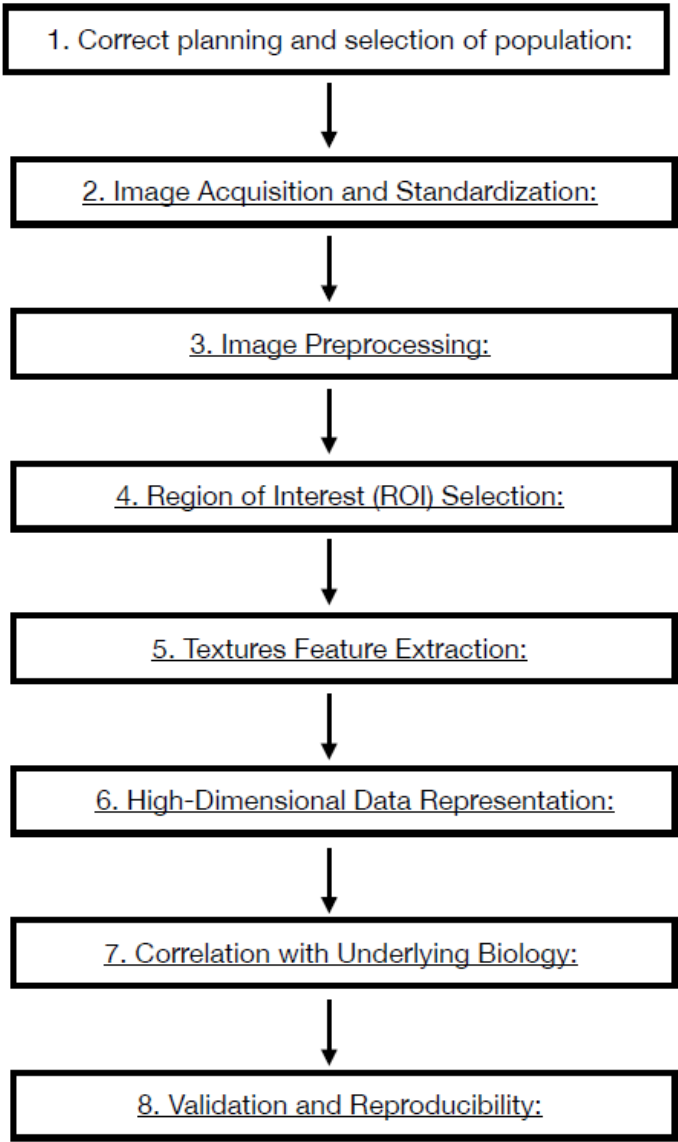 1. Correct planning and selection of population:
2. Image Acquisition and Standardization:
3. Image Preprocessing:
4. Region of Interest (ROI) Selection:
5. Textures Feature Extraction:
6. High-Dimensional Data Representation:
7. Correlation with Underlying Biology:
8. Validation and Reproducibility: